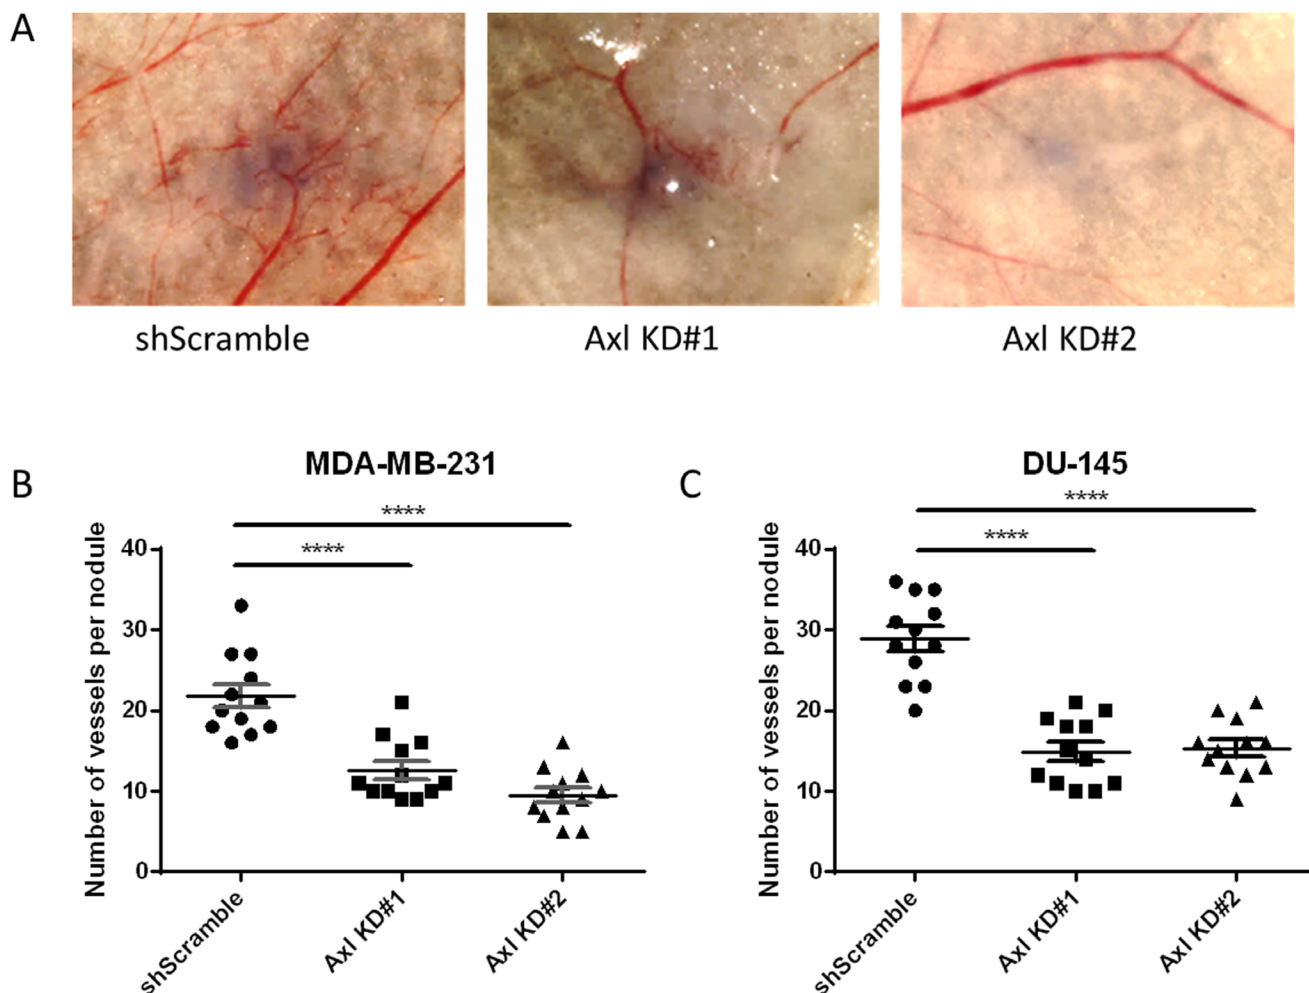 A
shScramble
Axl KD#1
Axl KD#2
B
MDA-MB-231
****
****
Number of vessels per nodule
40
30
20
10
0
shScramble
Axl KD#1
Axl KD#2
C
DU-145
****
****
Number of vessels per nodule
40
30
20
10
0
shScramble
Axl KD#1
Axl KD#2